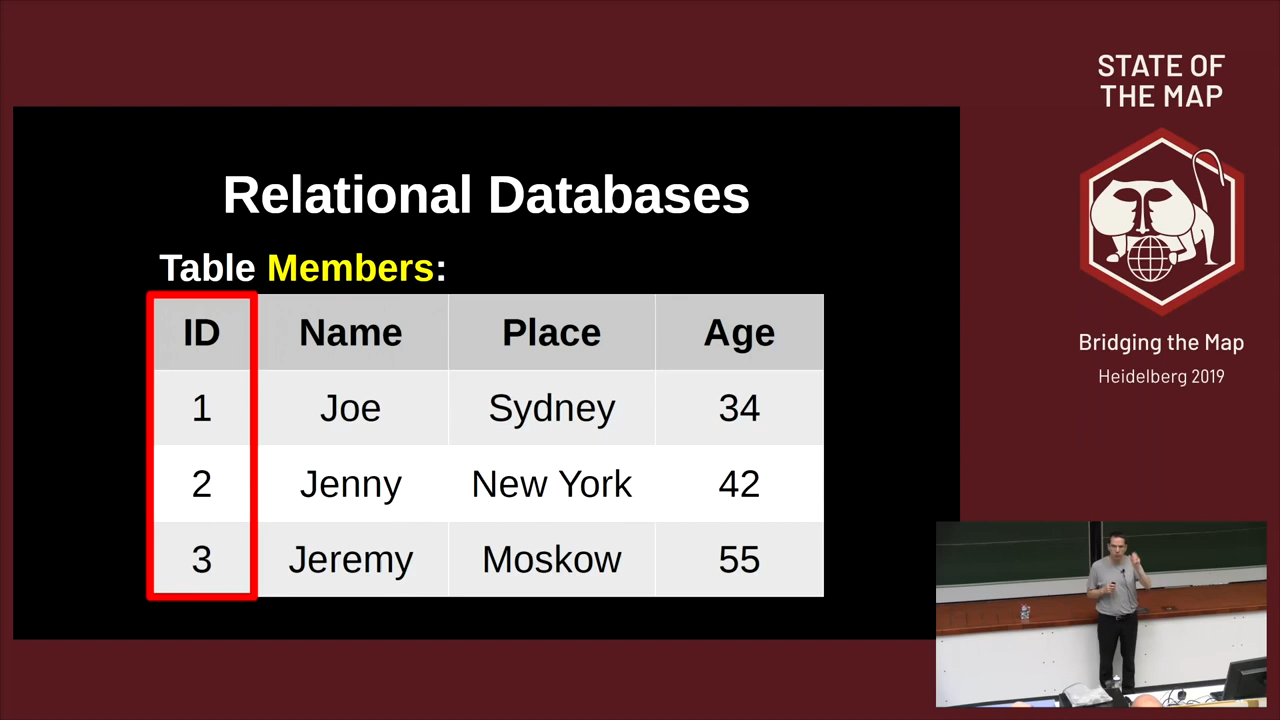 STATE OF
THE MAP
Relational Databases
Table Members:
ID Name Place Age
1 Joe Sydney 34
2 Jenny New York 42
3 Jeremy Moskow 55
Bridging the Map
Heidelberg 2019